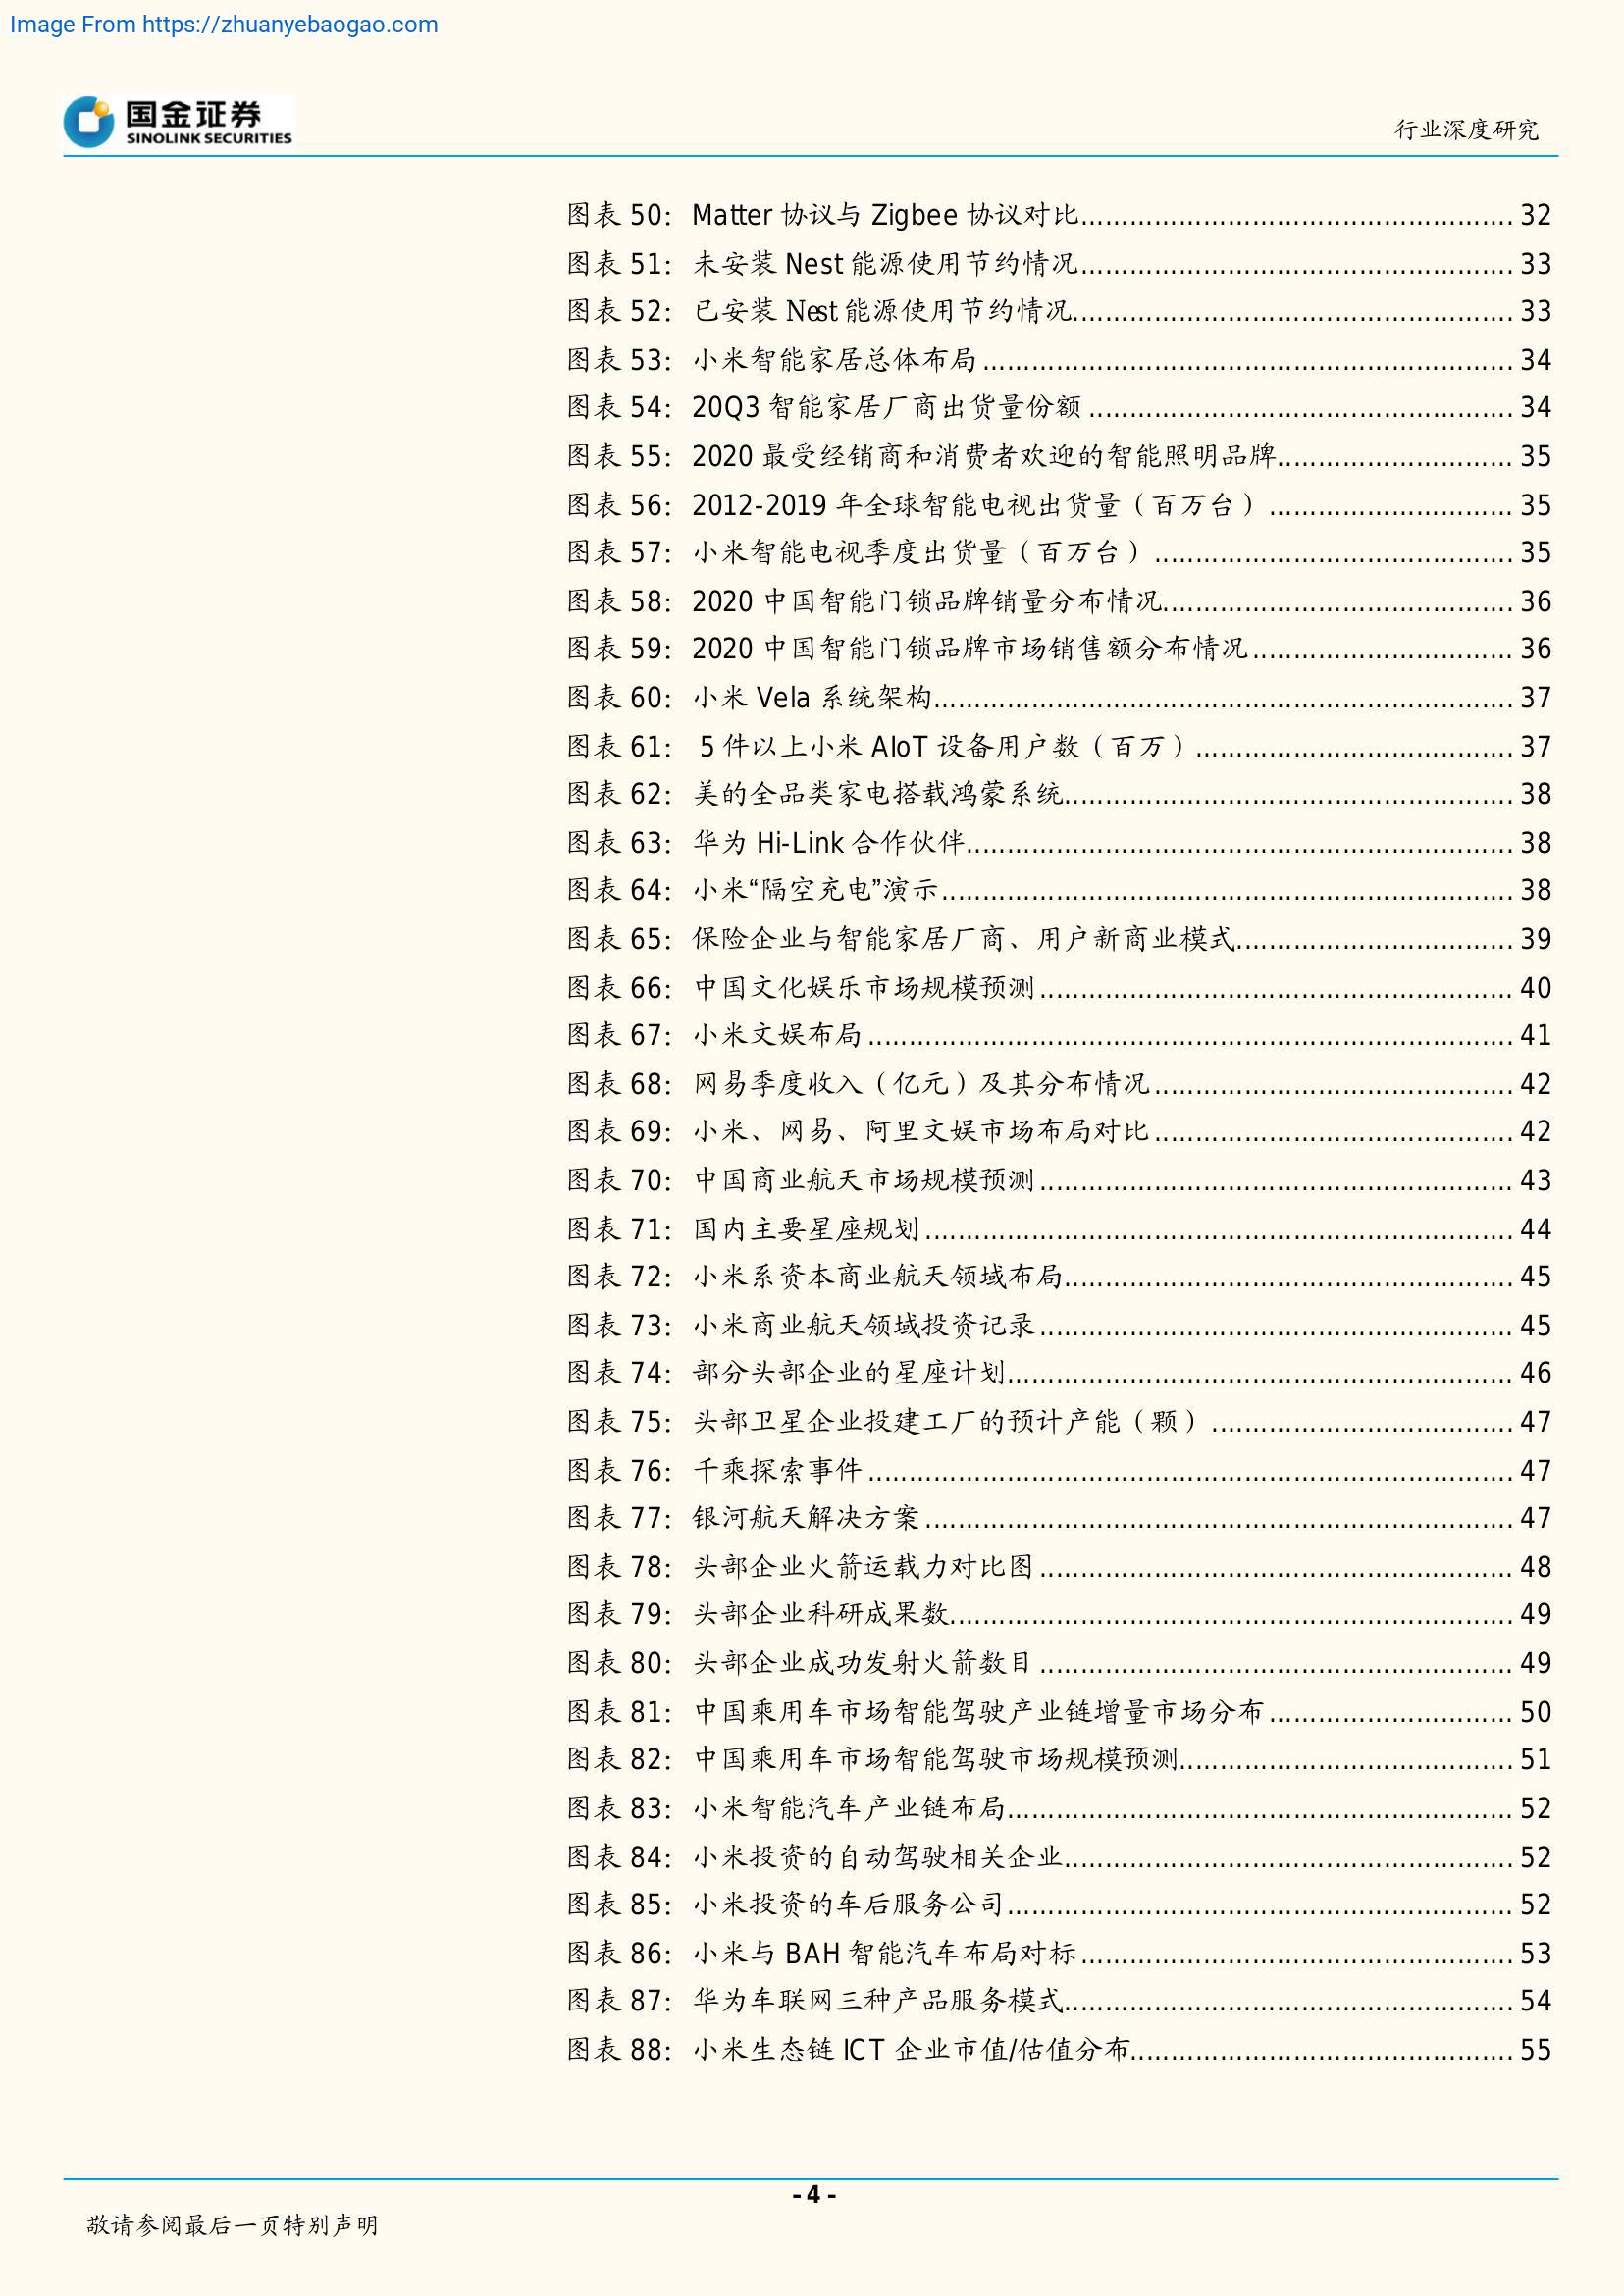 Image From https://zhuanyebaogao.com
国金证券
SINOLINK SECURITIES
行业深度研究
图表 50：Matter 协议与 Zigbee 协议对比 32
图表 51：未安装 Nest 能源使用节约情况 33
图表 52：已安装 Nest 能源使用节约情况 33
图表 53：小米智能家居总体布局 34
图表 54：20Q3 智能家居厂商出货量份额 34
图表 55：2020 最受经销商和消费者欢迎的智能照明品牌 35
图表 56：2012-2019 年全球智能电视出货量（百万台） 35
图表 57：小米智能电视季度出货量（百万台） 35
图表 58：2020 中国智能门锁品牌销量分布情况 36
图表 59：2020 中国智能门锁品牌市场销售额分布情况 36
图表 60：小米 Vela 系统架构 37
图表 61： 5 件以上小米 AIoT 设备用户数（百万） 37
图表 62：美的全品类家电搭载鸿蒙系统 38
图表 63：华为 Hi-Link 合作伙伴 38
图表 64：小米“隔空充电”演示 38
图表 65：保险企业与智能家居厂商、用户新商业模式 39
图表 66：中国文化娱乐市场规模预测 40
图表 67：小米文娱布局 41
图表 68：网易季度收入（亿元）及其分布情况 42
图表 69：小米、网易、阿里文娱市场布局对比 42
图表 70：中国商业航天市场规模预测 43
图表 71：国内主要星座规划 44
图表 72：小米系资本商业航天领域布局 45
图表 73：小米商业航天领域投资记录 45
图表 74：部分头部企业的星座计划 46
图表 75：头部卫星企业投建工厂的预计产能（颗） 47
图表 76：千乘探索事件 47
图表 77：银河航天解决方案 47
图表 78：头部企业火箭运载力对比图 48
图表 79：头部企业科研成果数 49
图表 80：头部企业成功发射火箭数目 49
图表 81：中国乘用车市场智能驾驶产业链增量市场分布 50
图表 82：中国乘用车市场智能驾驶市场规模预测 51
图表 83：小米智能汽车产业链布局 52
图表 84：小米投资的自动驾驶相关企业 52
图表 85：小米投资的车后服务公司 52
图表 86：小米与 BAH 智能汽车布局对标 53
图表 87：华为车联网三种产品服务模式 54
图表 88：小米生态链 ICT 企业市值/估值分布 55
- 4 -
敬请参阅最后一页特别声明